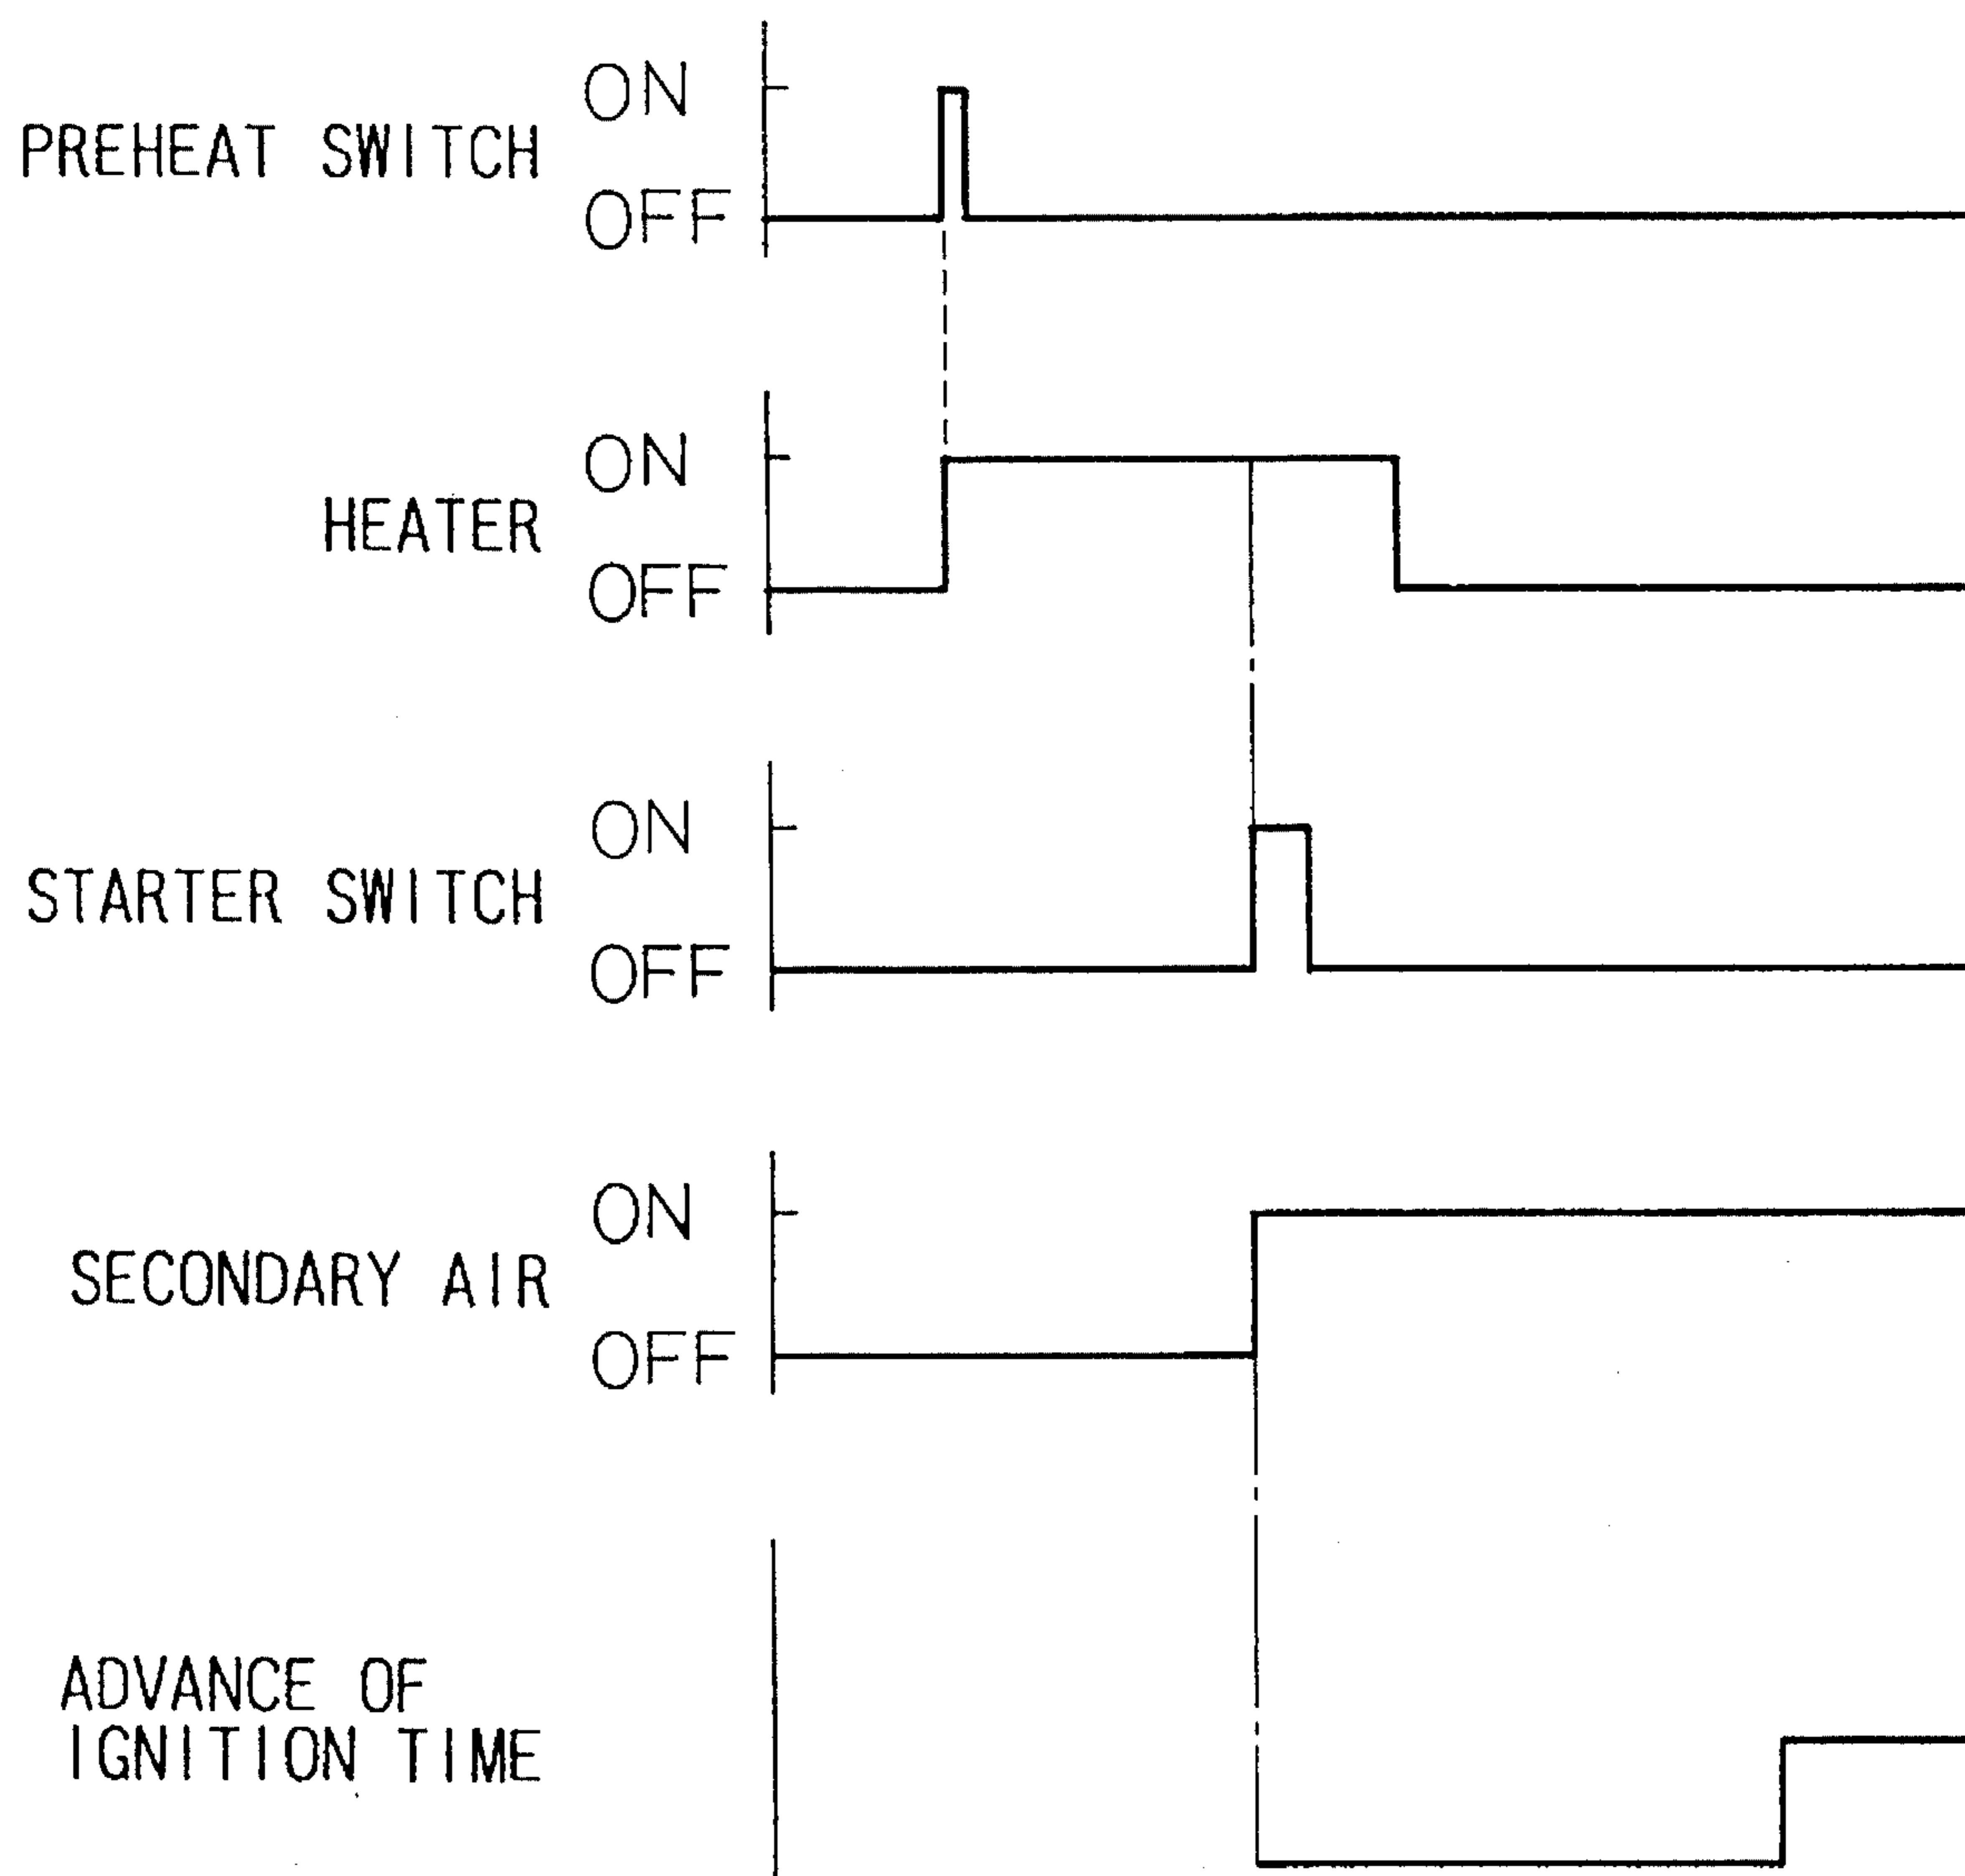 ON
PREHEAT SWITCH
OFF
ON
HEATER
OFF
ON
STARTER SWITCH
OFF
ON
SECONDARY AIR
OFF
ADVANCE OF
IGNITION TIME